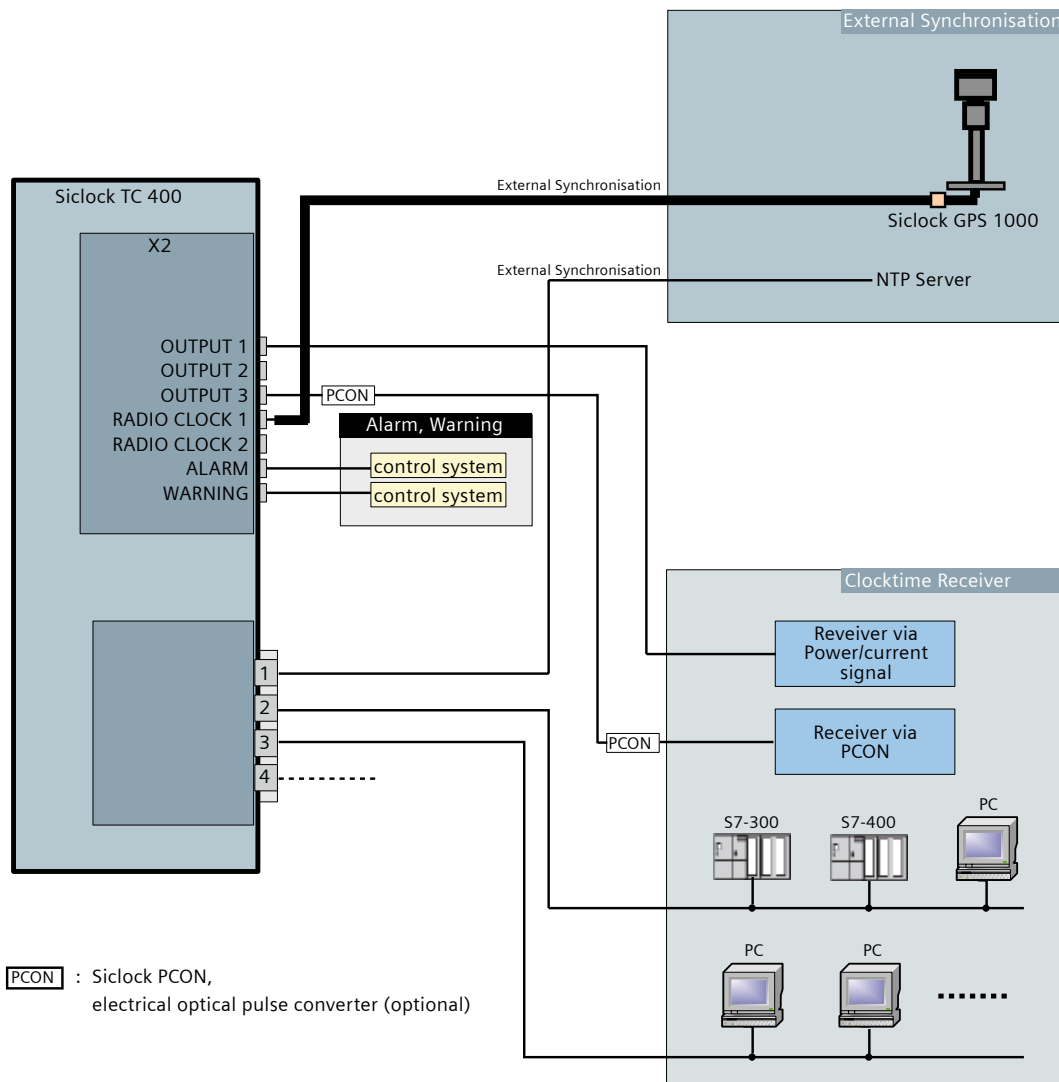 External Synchronisation
Siclock GPS 1000
External Synchronisation
External Synchronisation
NTP Server
Siclock TC 400
X2
OUTPUT 1
OUTPUT 2
OUTPUT 3
RADIO CLOCK 1
RADIO CLOCK 2
ALARM
WARNING
PCON
Alarm, Warning
control system
control system
1
2
3
4
Clocktime Receiver
Reveiver via
Power/current
signal
PCON
Receiver via
PCON
S7-300
S7-400
PC
PC
PC
PCON : Siclock PCON,
electrical optical pulse converter (optional)